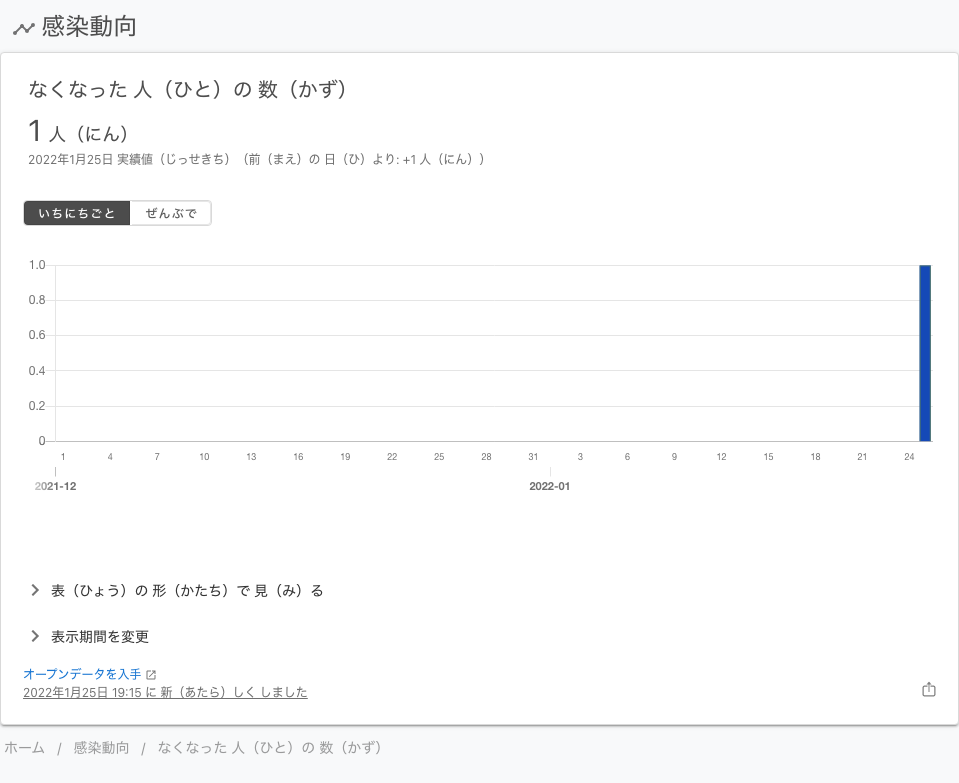 感染動向
なくなった 人（ひと）の 数（かず）
1 人（にん）
2022年1月25日 実績値（じっせきち）（前（まえ）の 日（ひ）より: +1 人（にん））
いちにちごと ぜんぶで
1.0
0.8
0.6
0.4
0.2
0
1 4 7 10 13 16 19 22 25 28 31 3 6 9 12 15 18 21 24
2021-12 2022-01
表（ひょう）の 形（かたち）で 見（み）る
表示期間を変更
オープンデータを入手
2022年1月25日 19:15 に 新（あたら）しく しました
ホーム / 感染動向 / なくなった 人（ひと）の 数（かず）